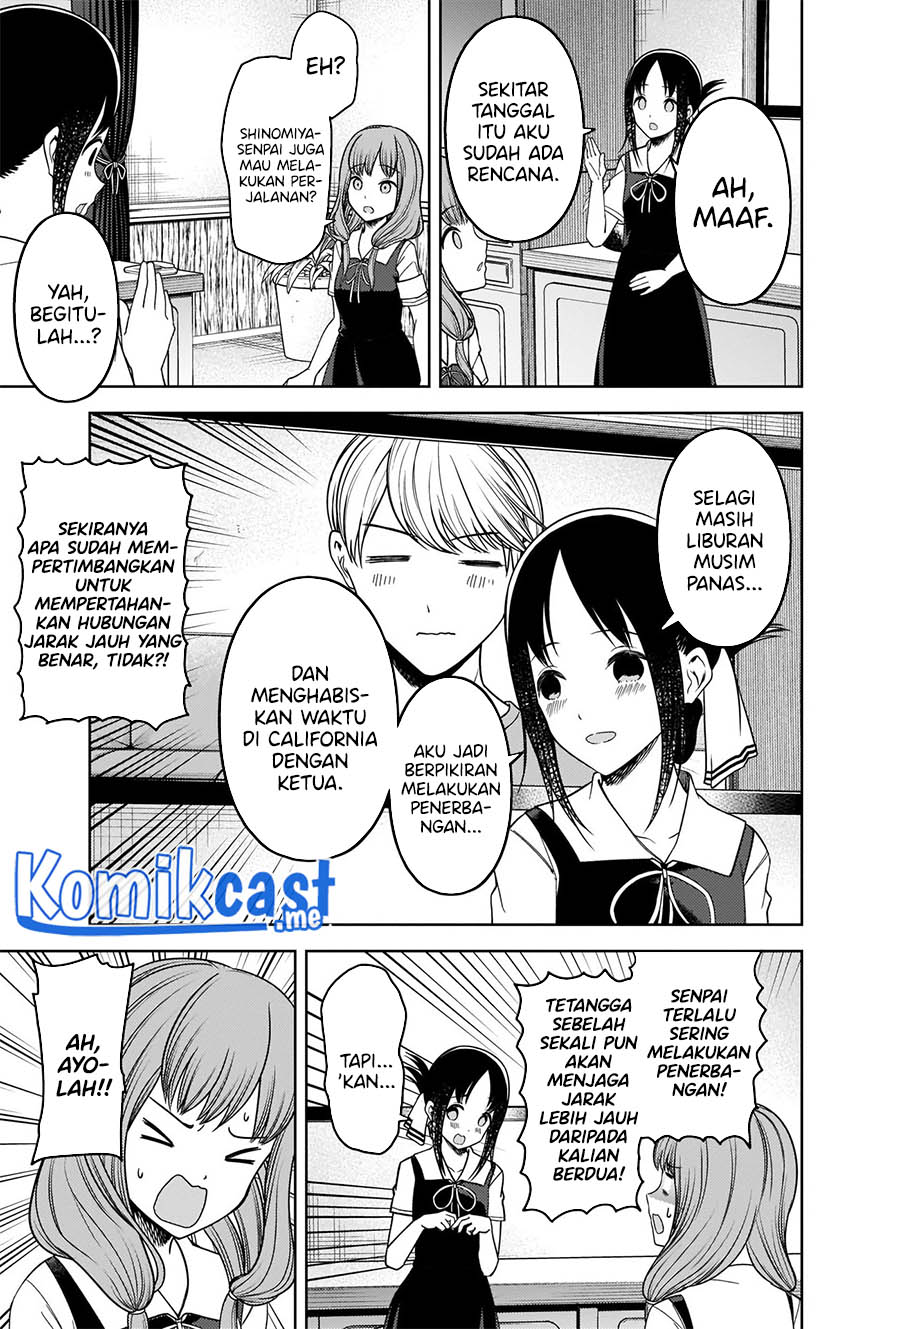 AH,
MAAF.
SEKITAR
TANGGAL
ITU AKU
SUDAH ADA
RENCANA.
EH?
SHINOMIYA-
SENPAI JUGA
MAU MELA-
KUKAN PER-
JALANAN?
YAH,
BEGITU-
LAH...?
SELAGI
MASIH
LIBURAN
MUSIM
PANAS...
AKU JADI
BERPIKIRAN
MELAKUKAN
PENERBA-
NGAN...
DAN
MENGHABIS-
KAN WAKTU
DI CALIFORNIA
DENGAN
KETUA.
SEKIRANYA
APA SUDAH MEM-
PERTIMBANGKAN
UNTUK
MEMPERTAHAN-
KAN HUBUNGAN
JARAK JAUH YANG
BENAR, TIDAK?!
Komikcast
.me
SENPAI
TERLALU
SERING
MELAKUKAN
PENERBA-
NGAN!
TETANGGA
SEBELAH
SEKALI PUN
AKAN
MENJAGA
JARAK
LEBIH JAUH
DARIPADA
KALIAN
BERDUA!
TAPI...
'KAN...
AH,
AYO-
LAH!!